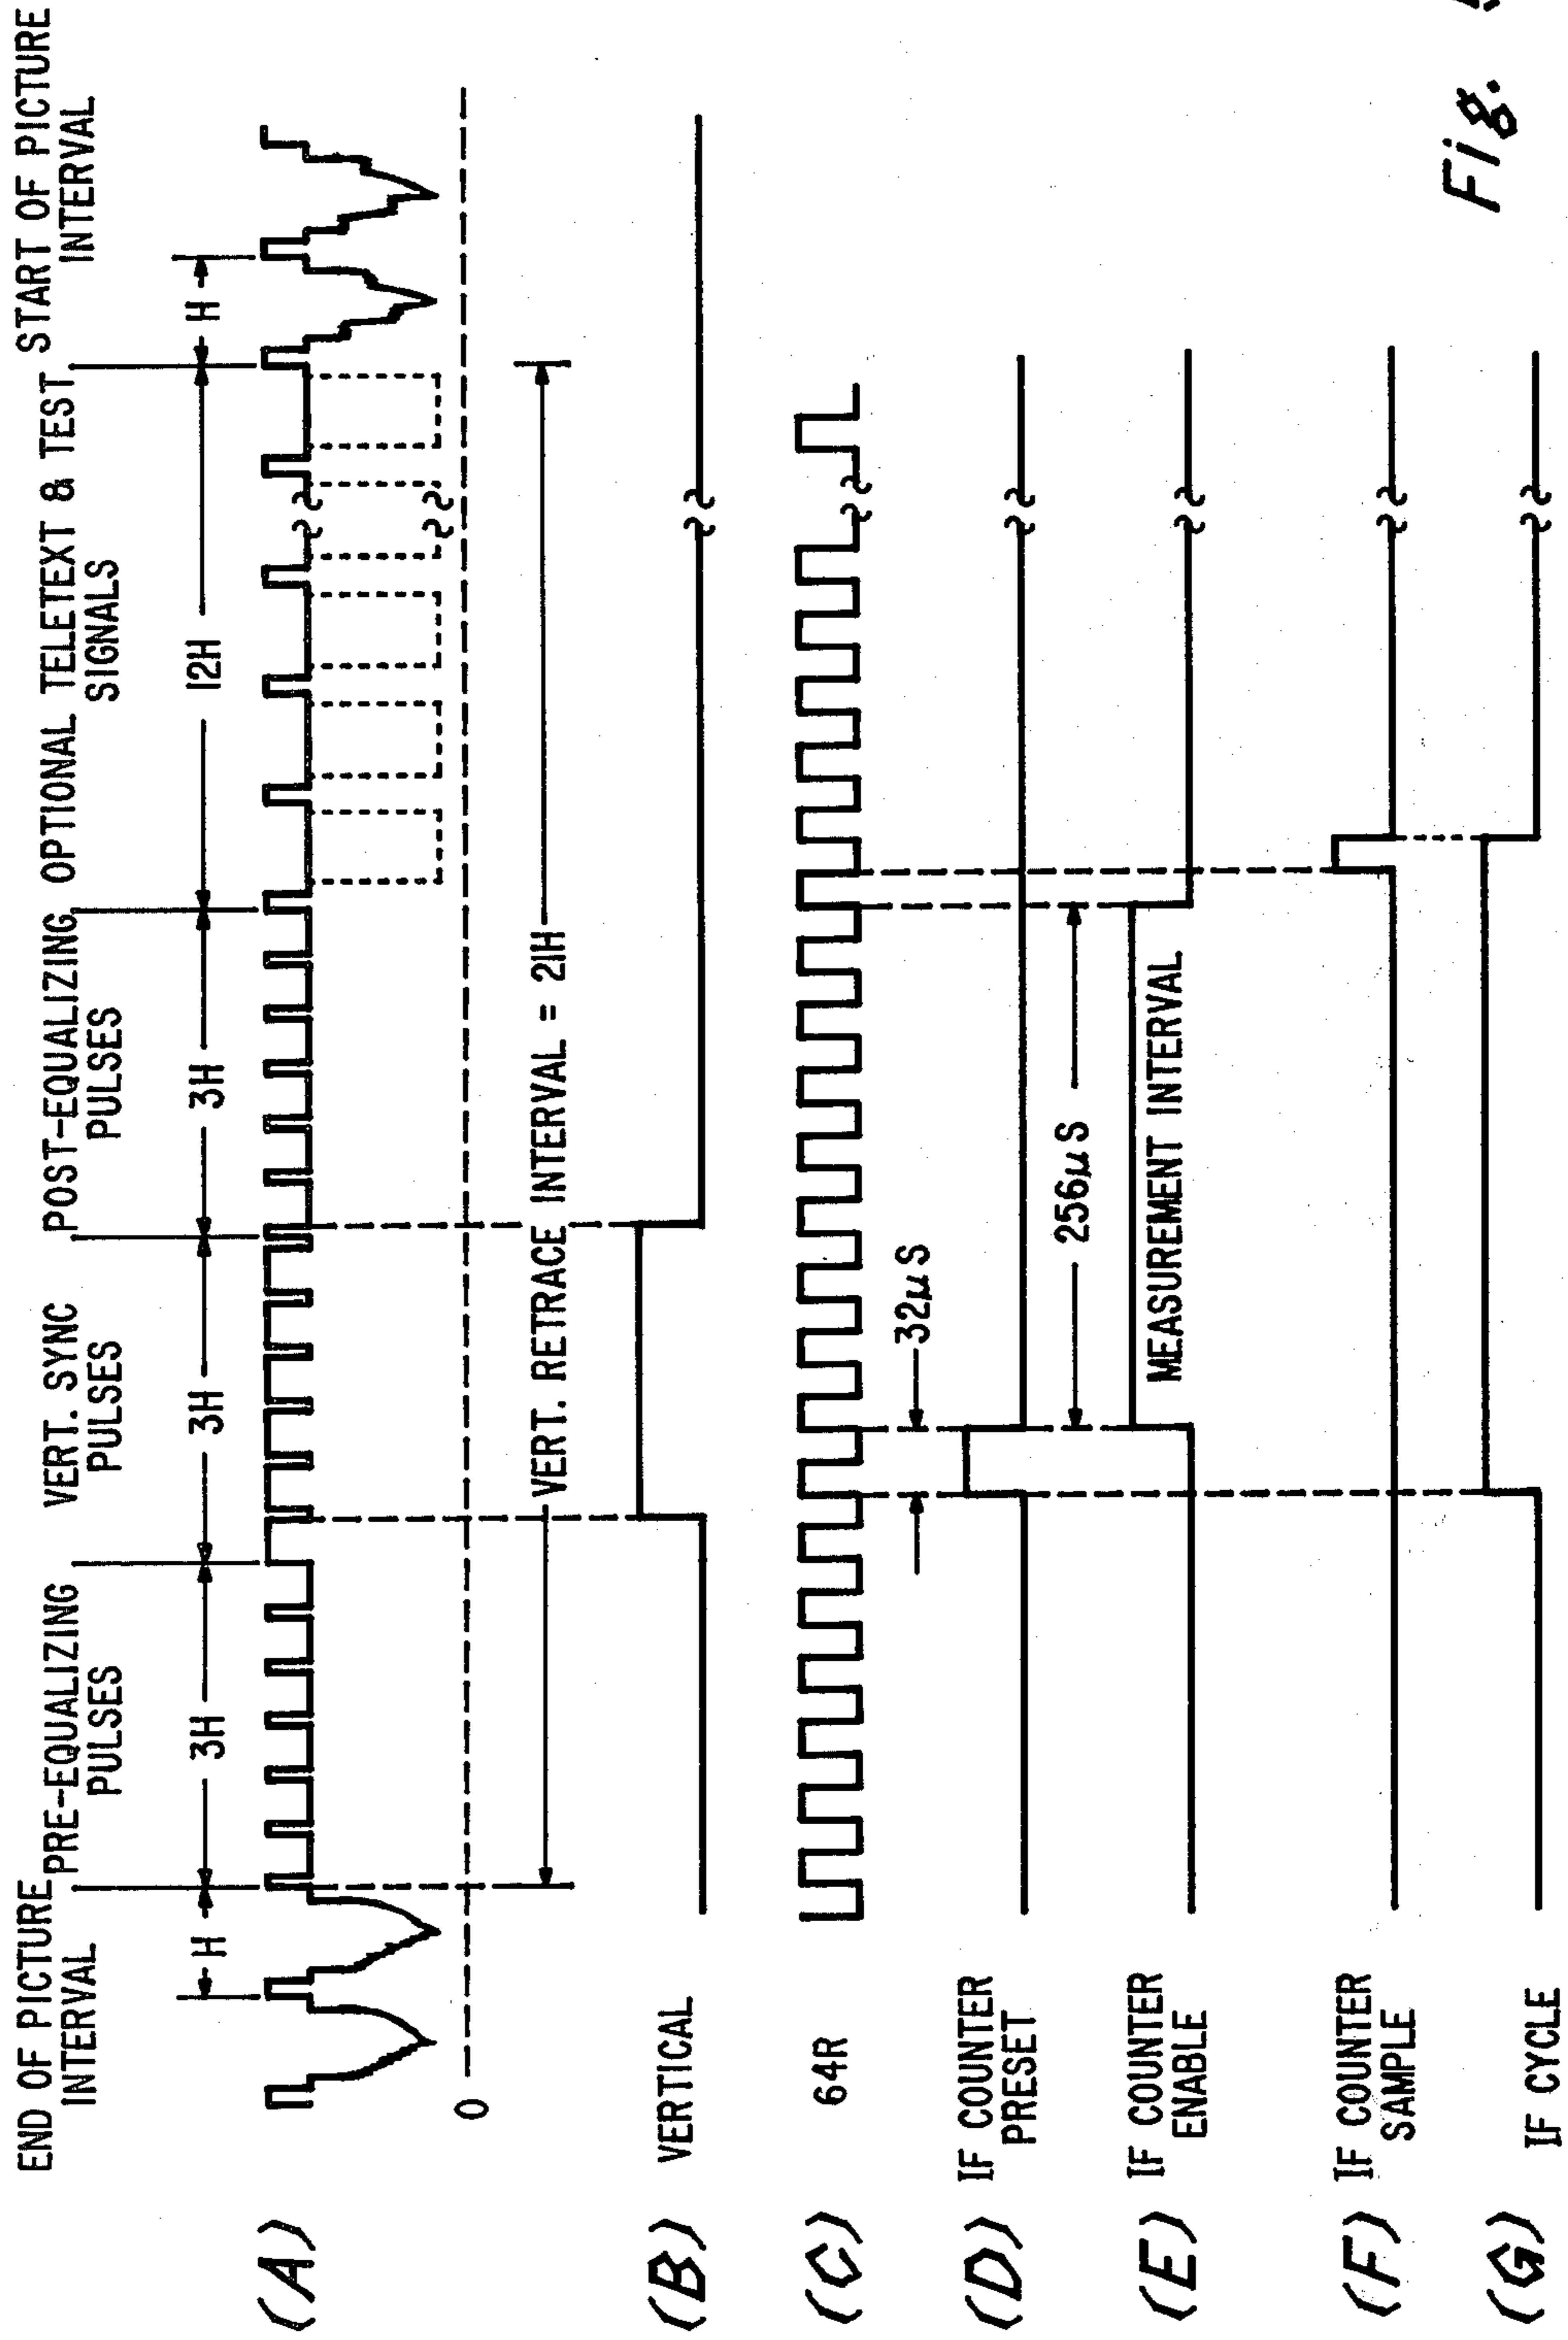 END OF PICTURE
INTERVAL
PRE-EQUALIZING
PULSES
VERT. SYNC
PULSES
POST-EQUALIZING
PULSES
OPTIONAL TELETEXT & TEST
SIGNALS
START OF PICTURE
INTERVAL
(A)
H
3H
3H
3H
12H
H
0
VERT. RETRACE INTERVAL = 21H
(B) VERTICAL
(C) 64R
32μS
(D) IF COUNTER
PRESET
256μS
(E) IF COUNTER
ENABLE
MEASUREMENT INTERVAL
(F) IF COUNTER
SAMPLE
(G) IF CYCLE
Fig.